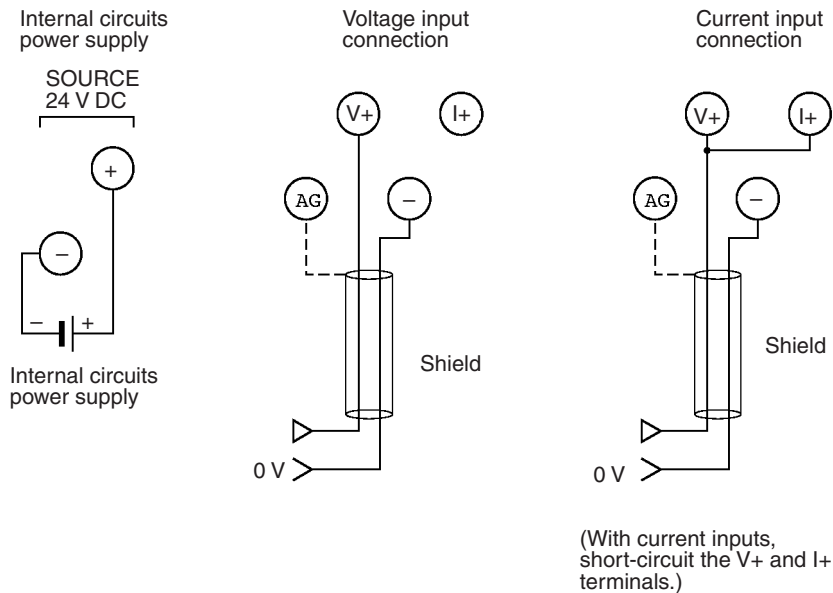 Internal circuits
power supply
SOURCE
24 V DC
+
−
− +
Internal circuits
power supply
Voltage input
connection
V+ I+
AG −
Shield
0 V
Current input
connection
V+ I+
AG −
Shield
0 V
(With current inputs,
short-circuit the V+ and I+
terminals.)